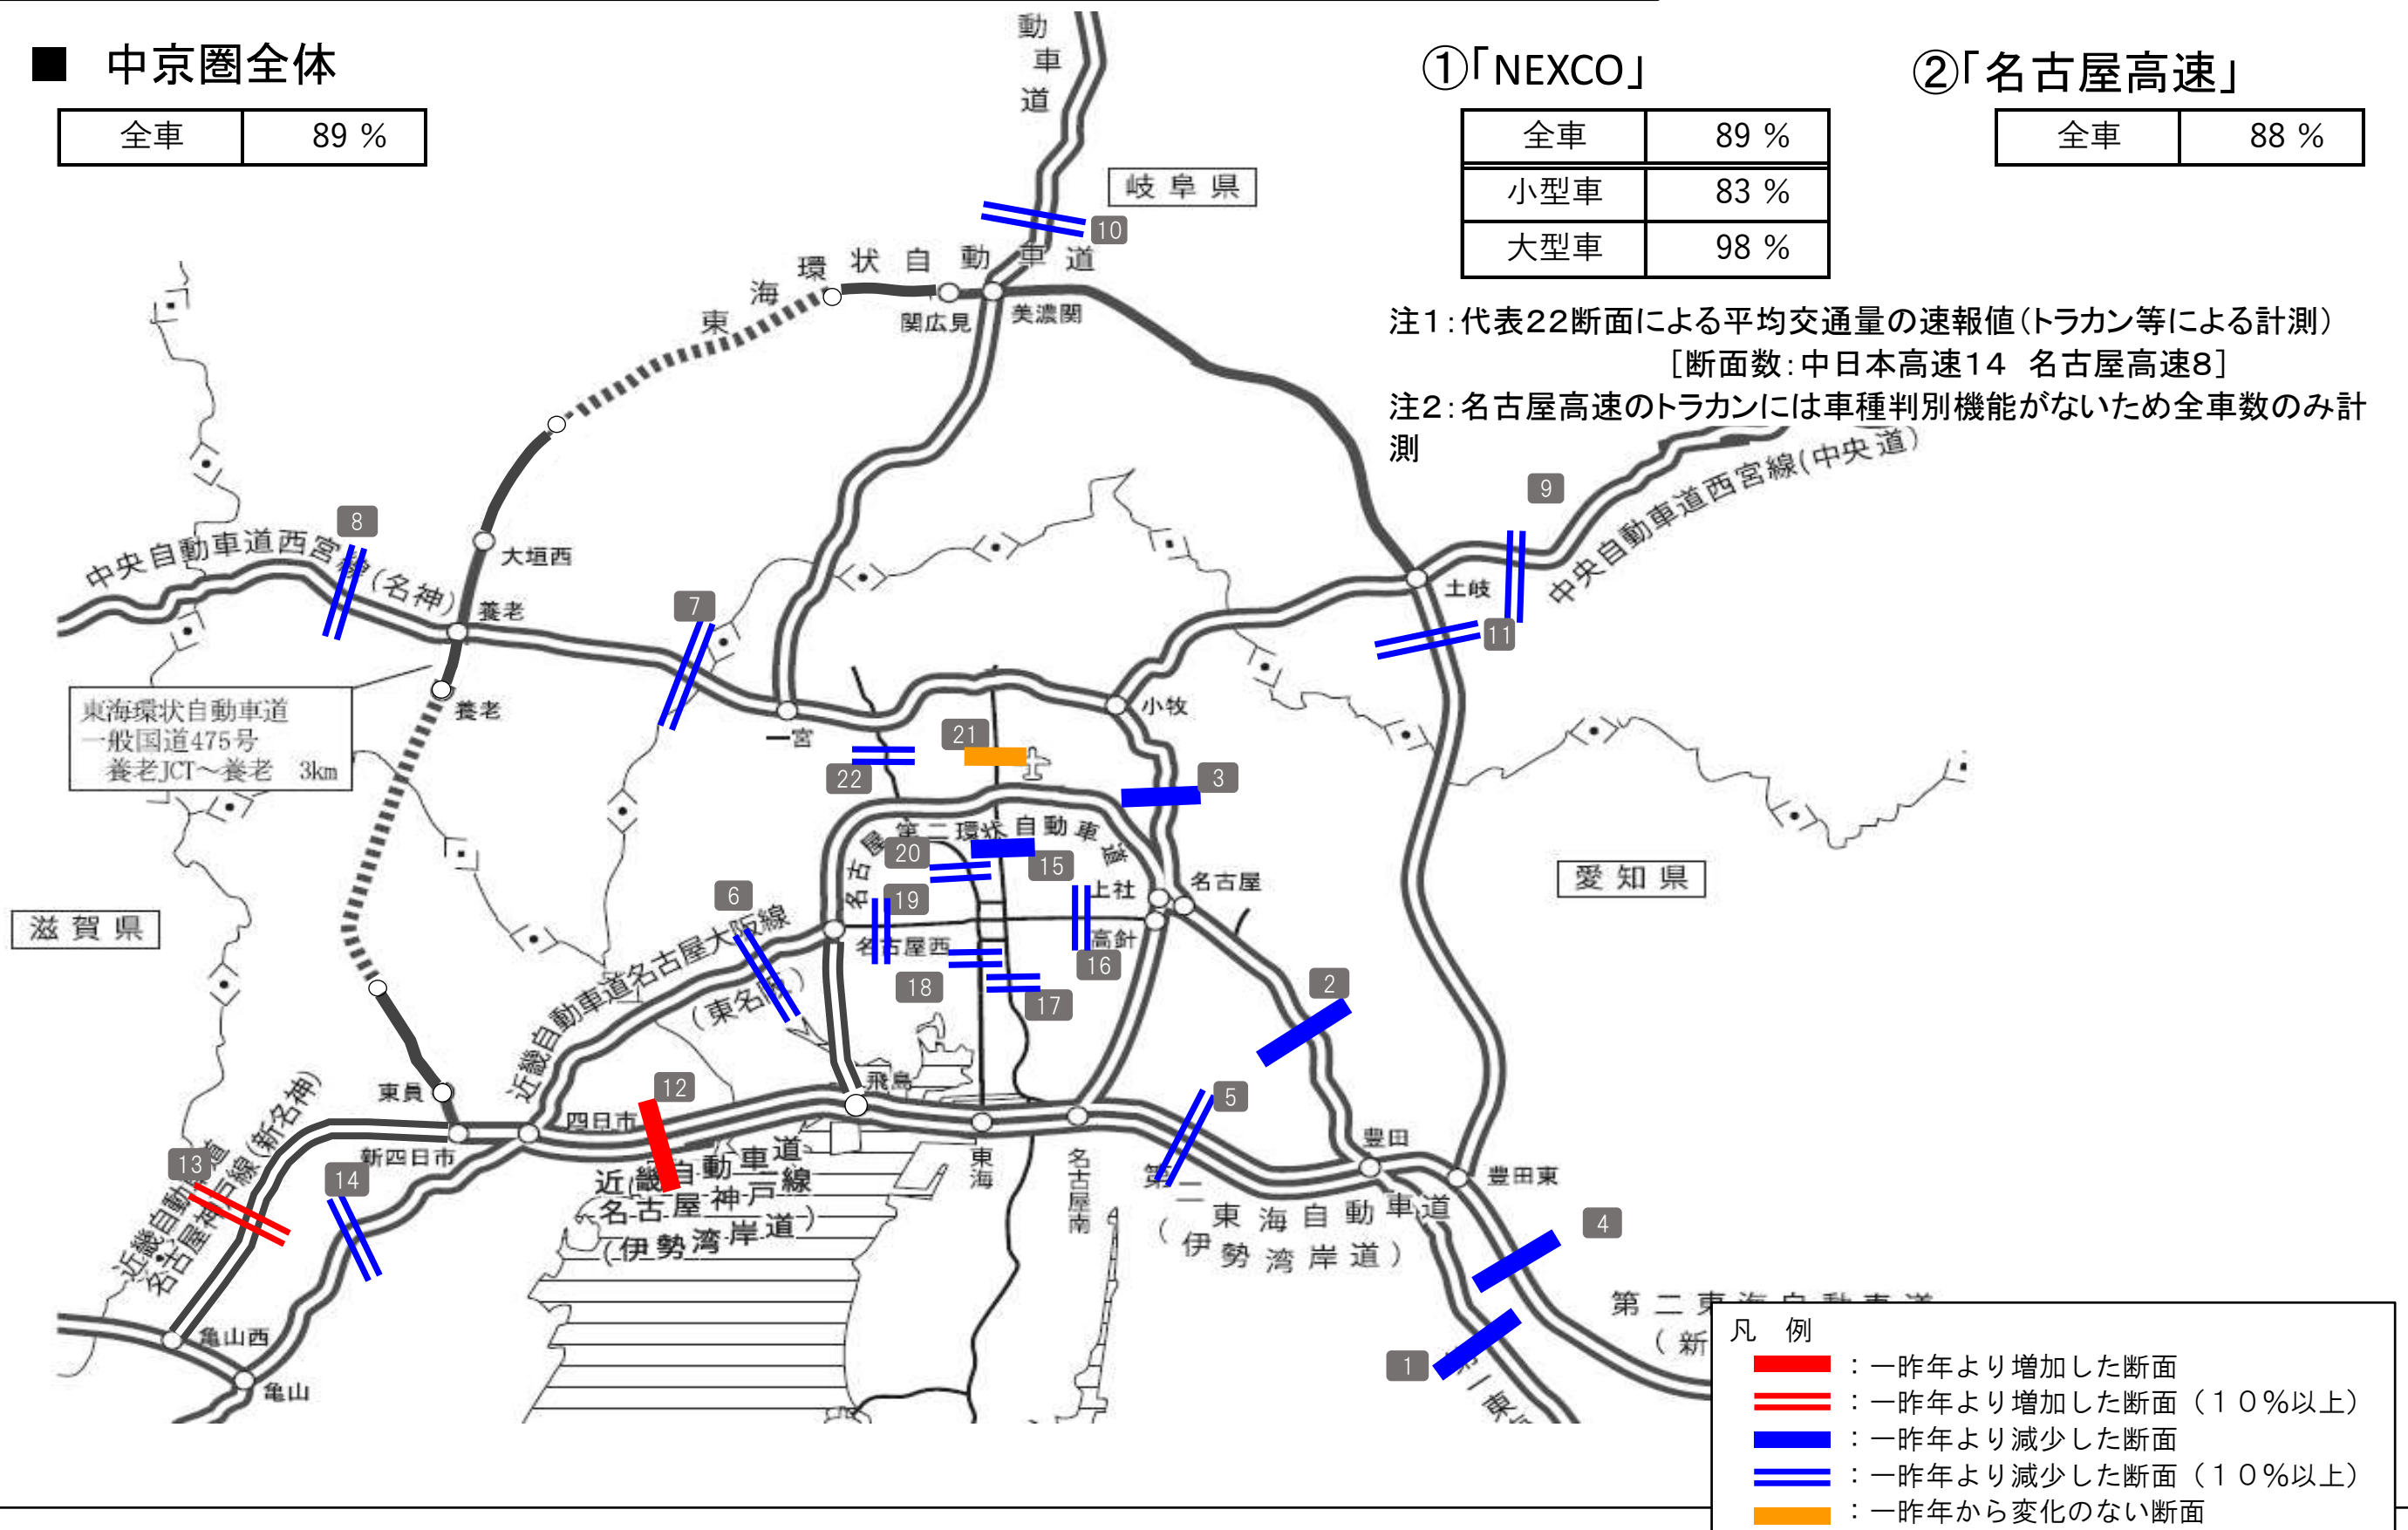 ■ 中京圏全体
全車 89 %
①「NEXCO」
全車 89 %
小型車 83 %
大型車 98 %
②「名古屋高速」
全車 88 %
注1：代表22断面による平均交通量の速報値（トラカン等による計測）
[断面数：中日本高速14 名古屋高速8]
注2：名古屋高速のトラカンには車種判別機能がないため全車数のみ計
測
動車道
岐阜県
10
東海環状自動車道
関広見
美濃関
9
中央自動車道西宮線(中央道)
8
中央自動車道西宮線(名神)
大垣西
養老
7
土岐
11
東海環状自動車道
一般国道475号
養老JCT～養老 3km
養老
一宮
小牧
21
22
3
名古屋第二環状自動車道
20
15
19
上社
名古屋
愛知県
滋賀県
6
近畿自動車道名古屋大阪線
(東名阪)
名古屋西
高針
16
18
17
2
東員
12
飛島
5
四日市
新四日市
13
14
近畿自動車道
名古屋神戸線(新名神)
近畿自動車道
名古屋神戸線
(伊勢湾岸道)
東海
名古屋南
豊田
豊田東
第二東海自動車道
(伊勢湾岸道)
4
第二東海自動車道
(新
1
亀山西
亀山
凡 例
：一昨年より増加した断面
：一昨年より増加した断面（１０％以上）
：一昨年より減少した断面
：一昨年より減少した断面（１０％以上）
：一昨年から変化のない断面